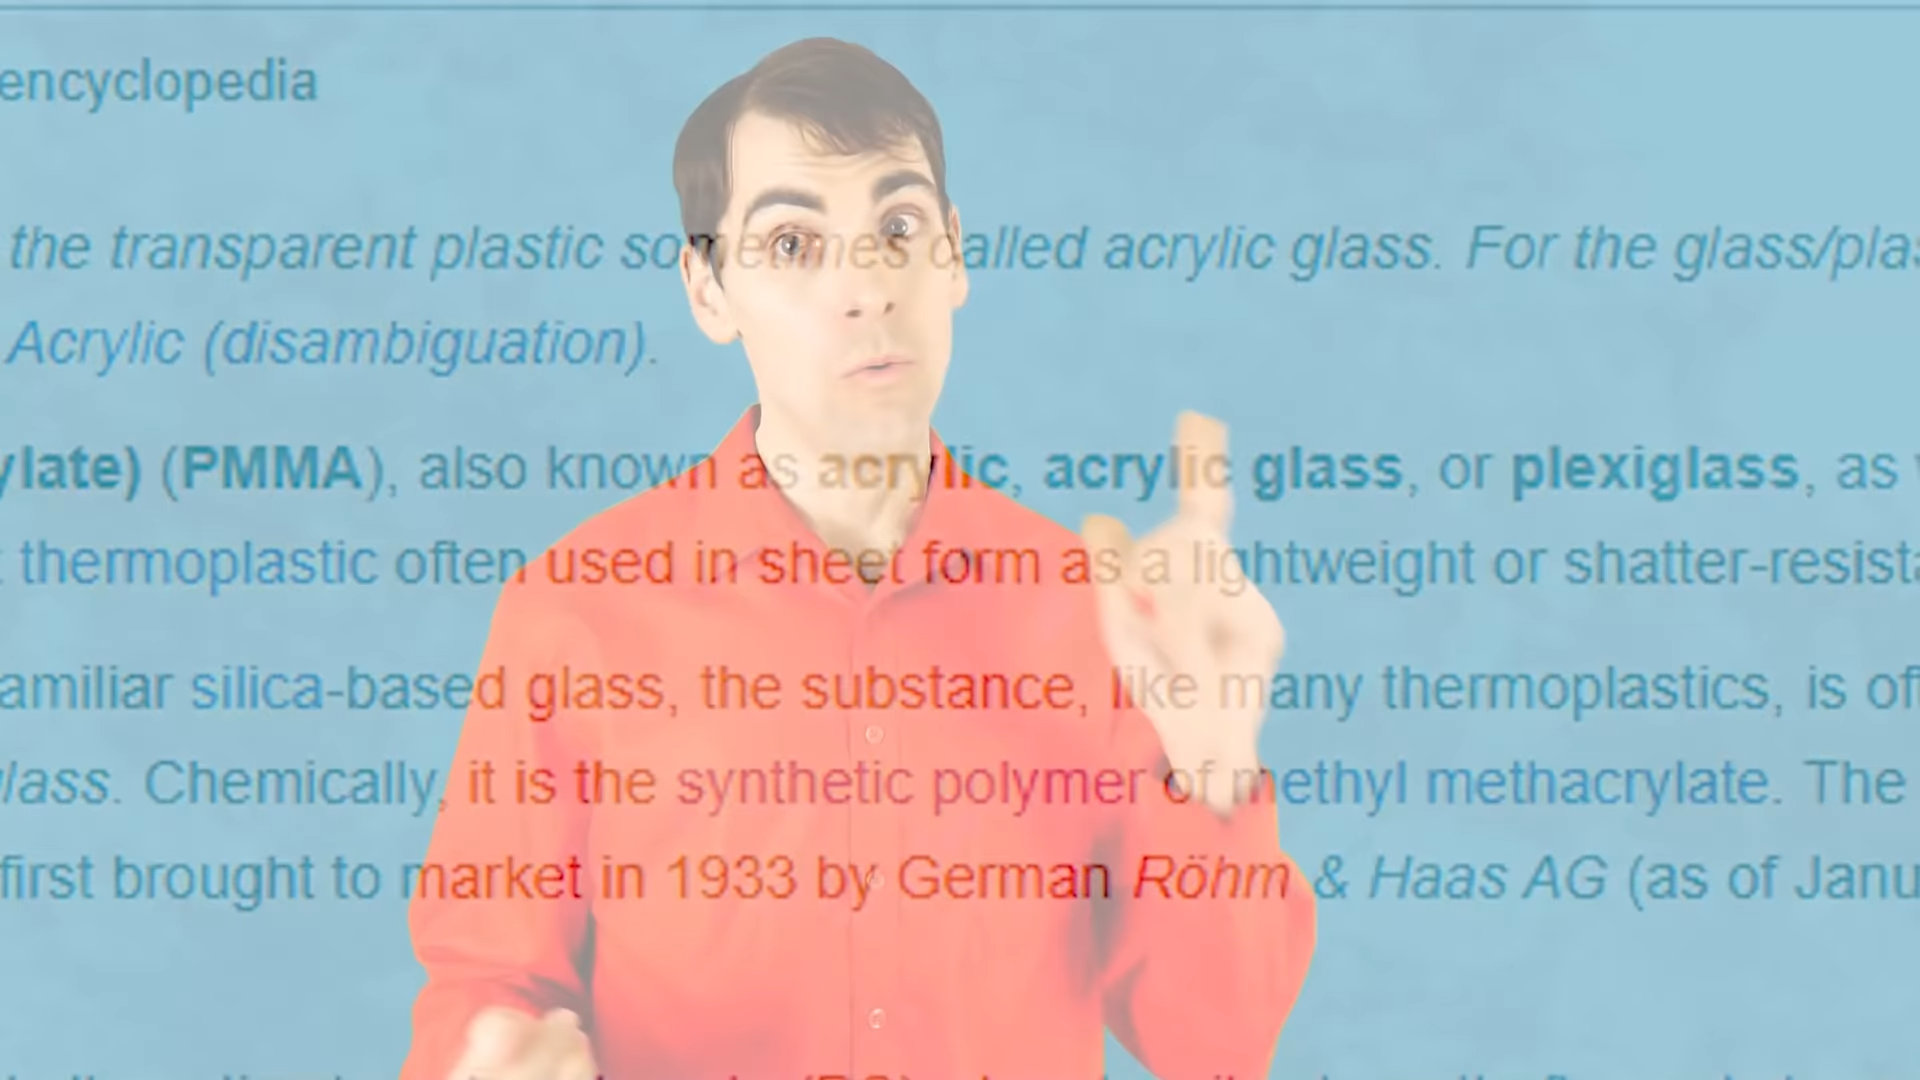 encyclopedia
the transparent plastic sometimes called acrylic glass. For the glass/plas
Acrylic (disambiguation).
ylate) (PMMA), also known as acrylic, acrylic glass, or plexiglass, as
thermoplastic often used in sheet form as a lightweight or shatter-resista
amiliar silica-based glass, the substance, like many thermoplastics, is of
lass. Chemically, it is the synthetic polymer of methyl methacrylate. The
first brought to market in 1933 by German Röhm & Haas AG (as of Janu